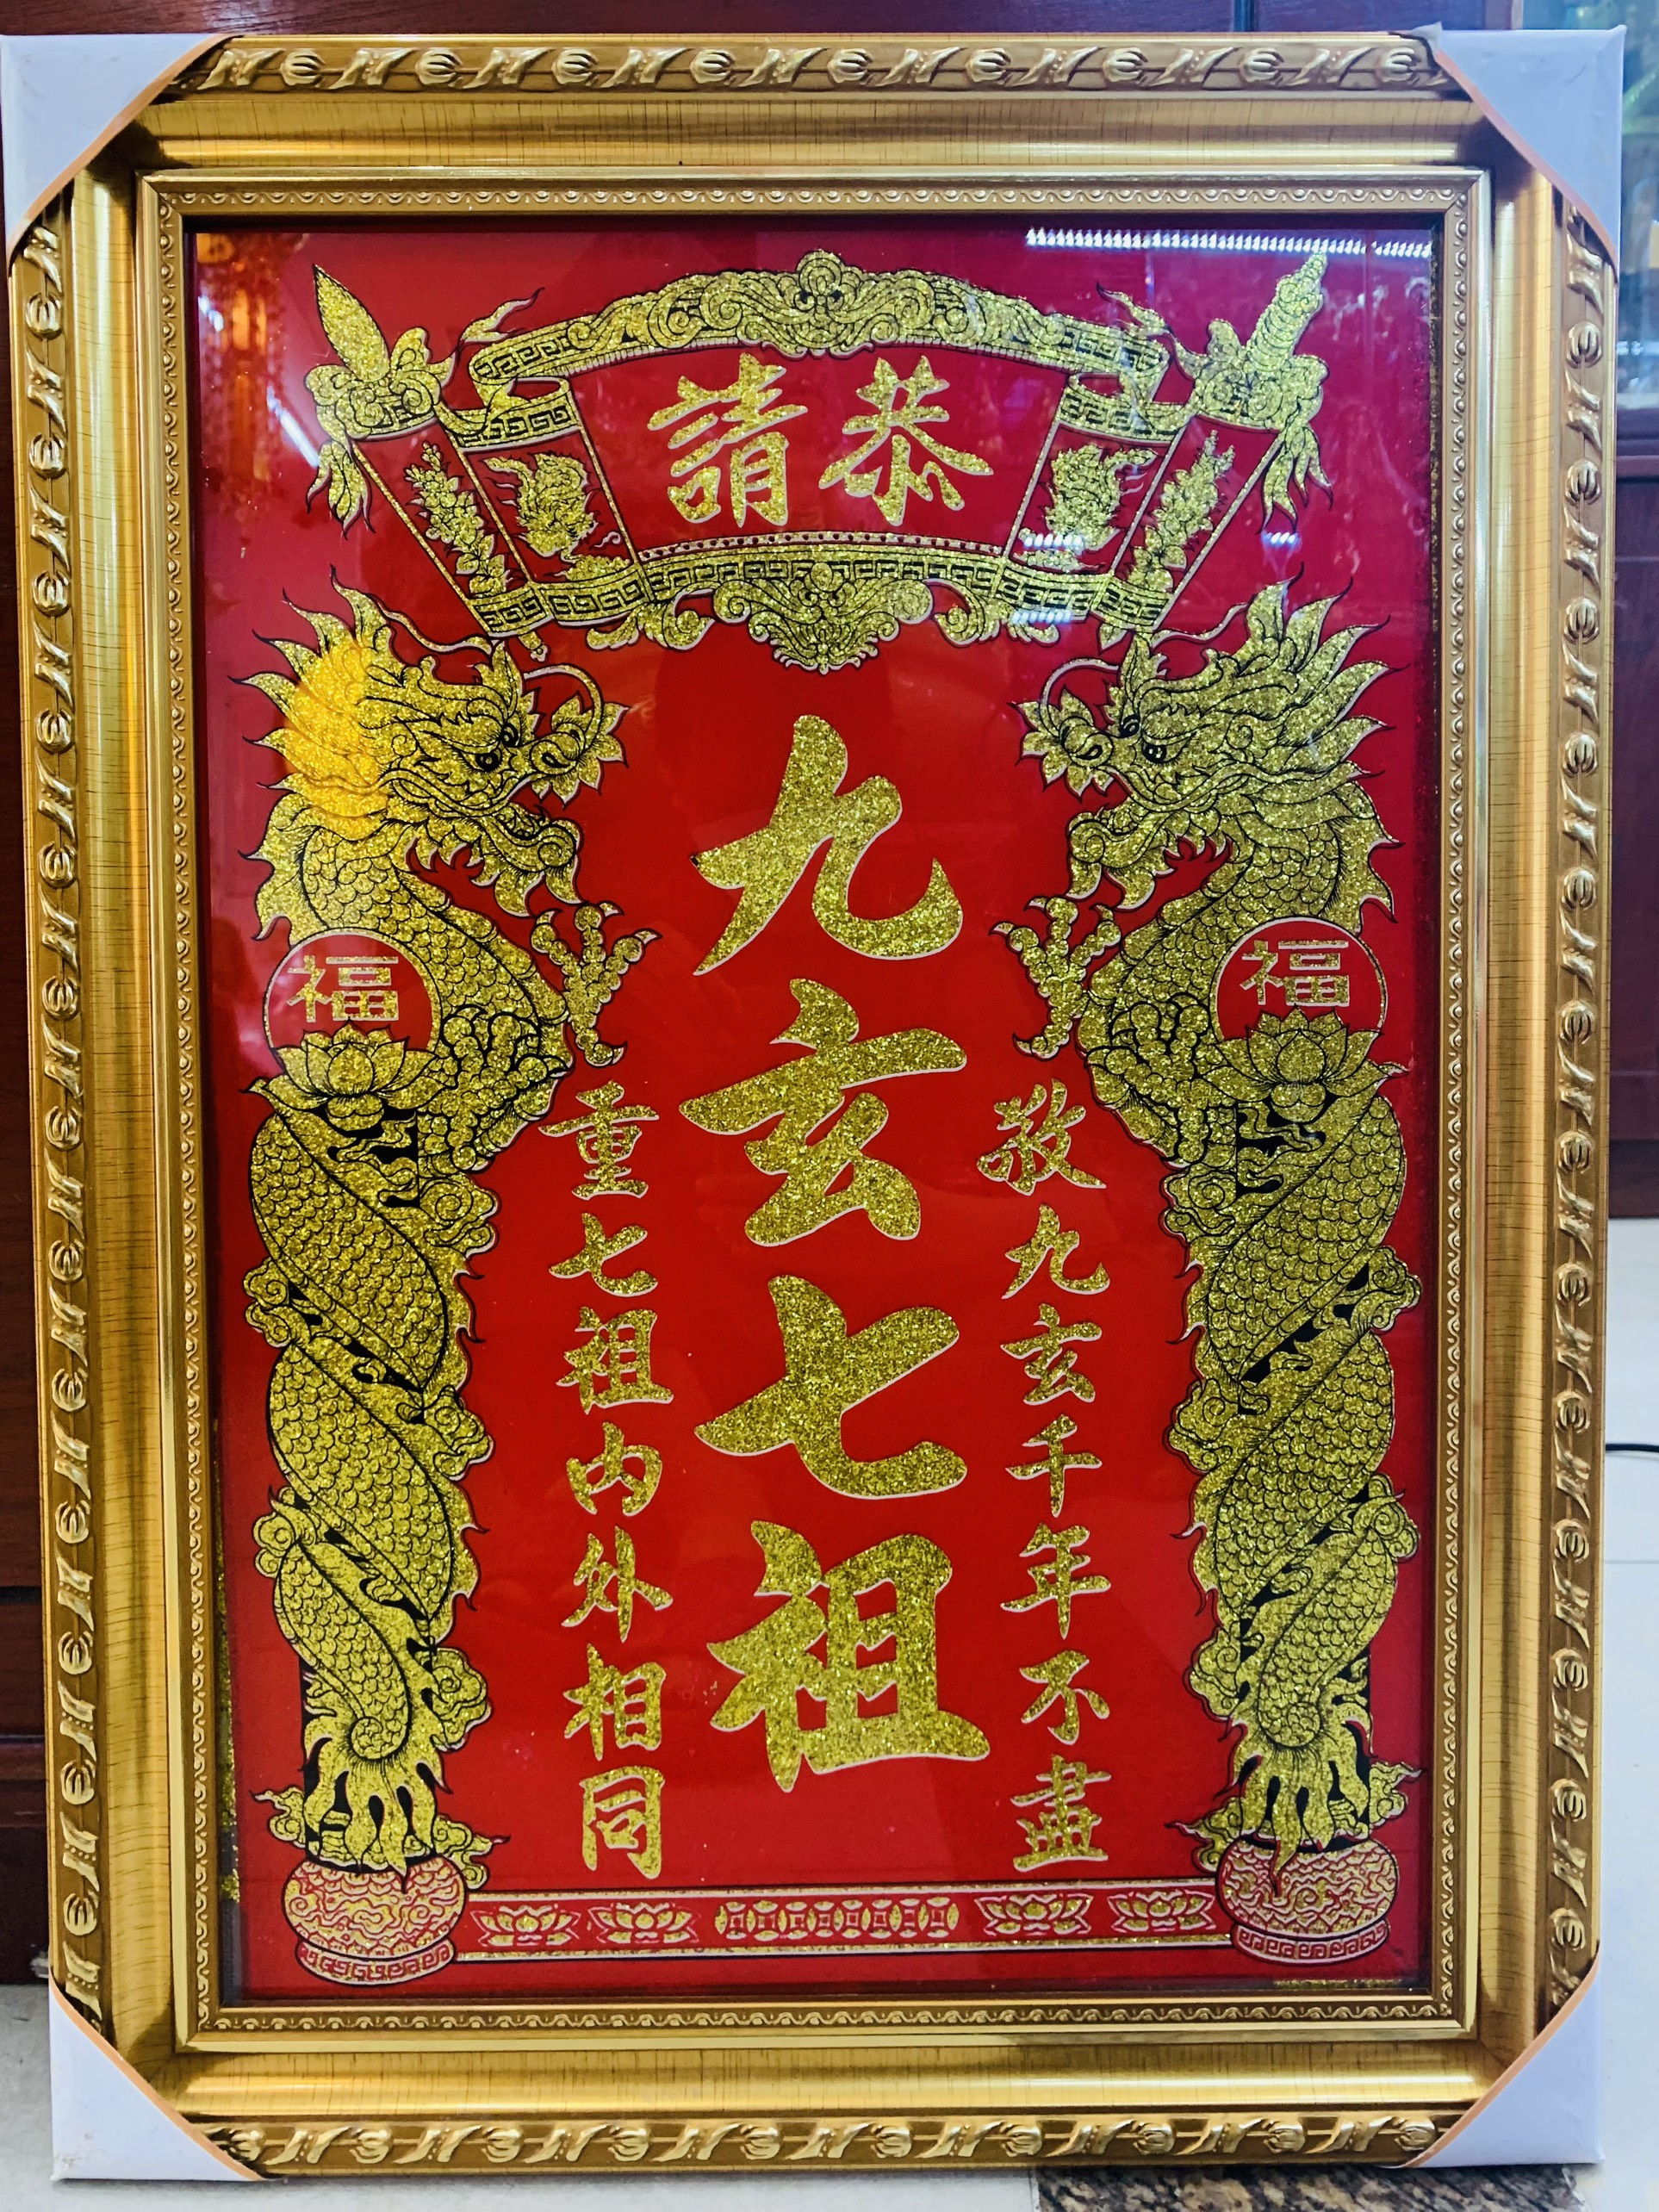 恭請
福
敬九玄千年不盡
九玄七祖
重七祖内外相同
福